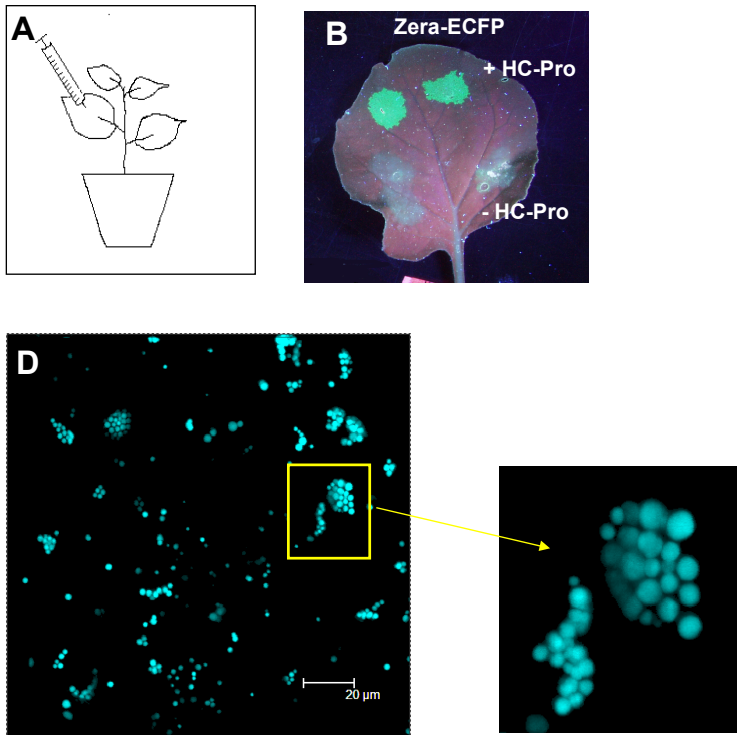 A
B
Zera-ECFP
+ HC-Pro
- HC-Pro
D
20 µm